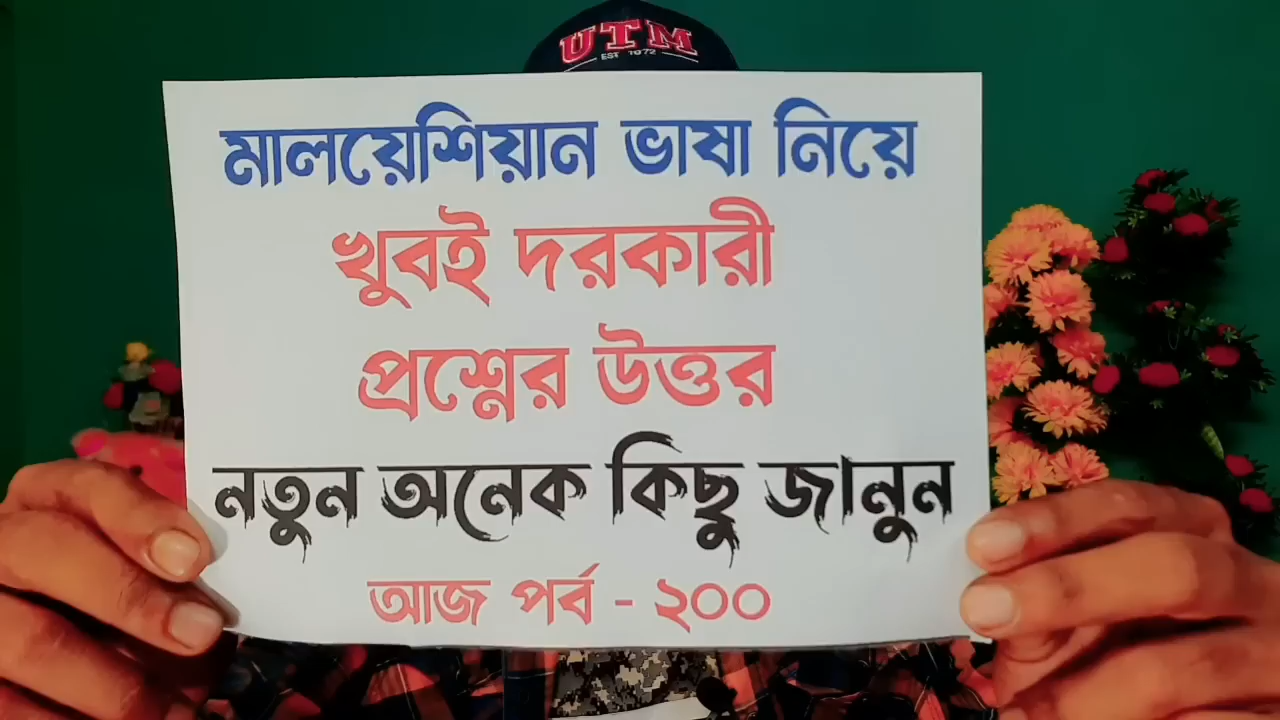 UTM
EST 1972
মালয়েশিয়ান ভাষা নিয়ে
খুবই দরকারী
প্রশ্নের উত্তর
নতুন অনেক কিছু জানুন
আজ পর্ব - ২০০